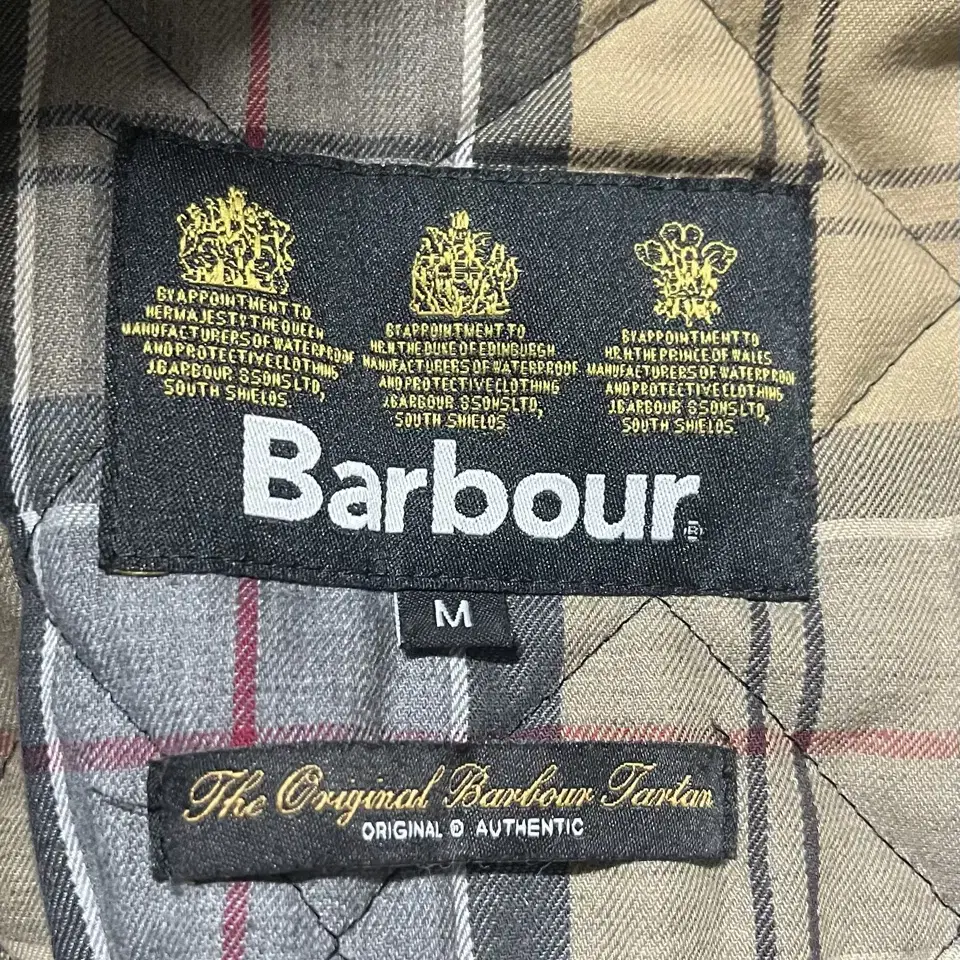 BY APPOINTMENT TO
HER MAJESTY THE QUEEN
MANUFACTURERS OF WATERPROOF
AND PROTECTIVE CLOTHING
J.BARBOUR & SONS LTD,
SOUTH SHIELDS.
BY APPOINTMENT TO
H.R.H. THE DUKE OF EDINBURGH
MANUFACTURERS OF WATERPROOF
AND PROTECTIVE CLOTHING
J.BARBOUR & SONS LTD,
SOUTH SHIELDS.
BY APPOINTMENT TO
H.R.H. THE PRINCE OF WALES
MANUFACTURERS OF WATERPROOF
AND PROTECTIVE CLOTHING
J.BARBOUR & SONS LTD,
SOUTH SHIELDS.
Barbour®
M
The Original Barbour Tartan
ORIGINAL ® AUTHENTIC